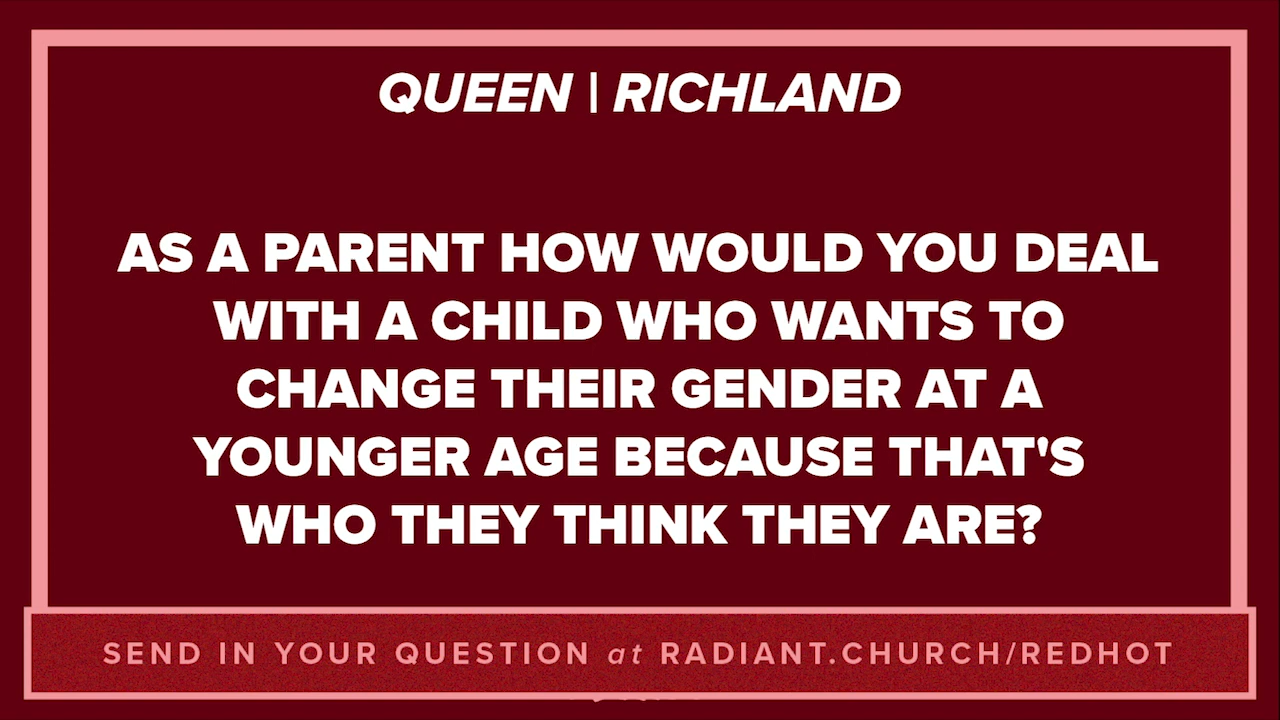 QUEEN | RICHLAND
AS A PARENT HOW WOULD YOU DEAL
WITH A CHILD WHO WANTS TO
CHANGE THEIR GENDER AT A
YOUNGER AGE BECAUSE THAT'S
WHO THEY THINK THEY ARE?
SEND IN YOUR QUESTION at RADIANT.CHURCH/REDHOT